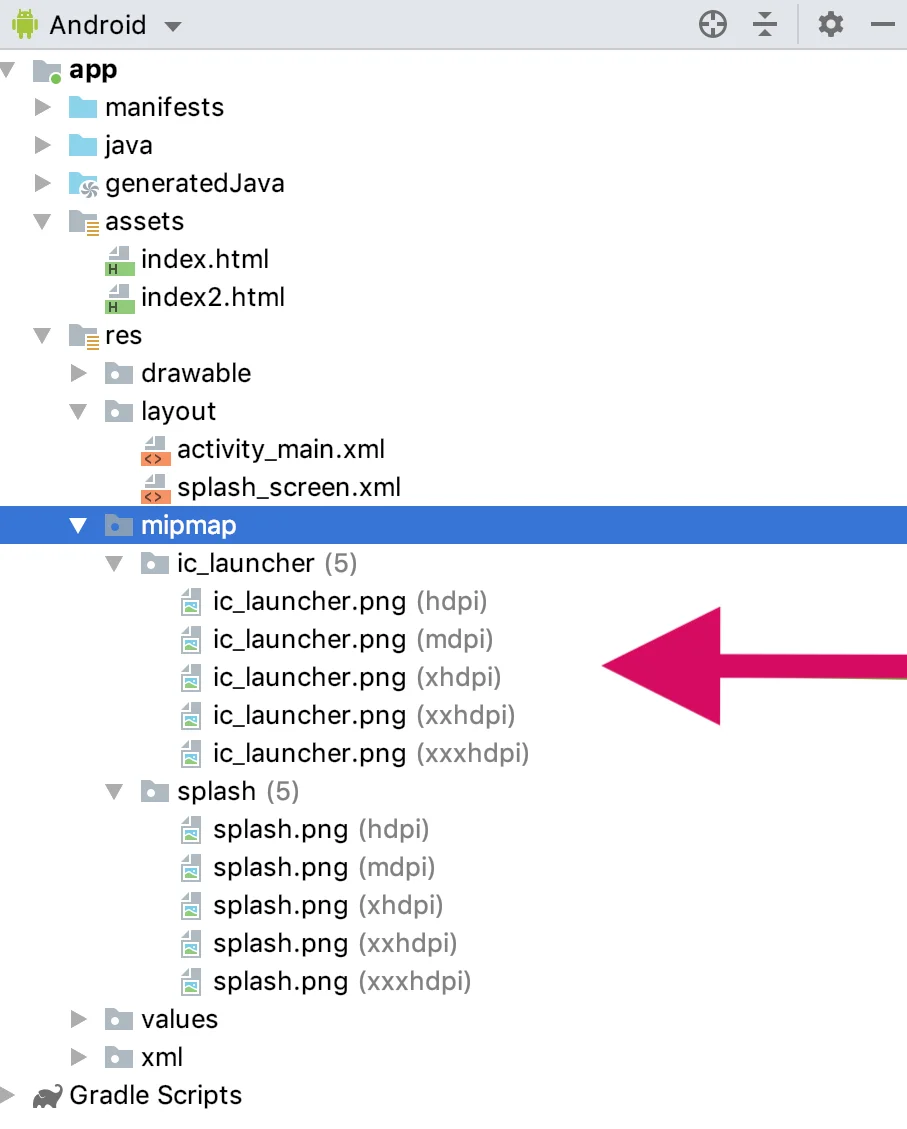 Android
app
manifests
java
generatedJava
assets
index.html
index2.html
res
drawable
layout
activity_main.xml
splash_screen.xml
mipmap
ic_launcher (5)
ic_launcher.png (hdpi)
ic_launcher.png (mdpi)
ic_launcher.png (xhdpi)
ic_launcher.png (xxhdpi)
ic_launcher.png (xxxhdpi)
splash (5)
splash.png (hdpi)
splash.png (mdpi)
splash.png (xhdpi)
splash.png (xxhdpi)
splash.png (xxxhdpi)
values
xml
Gradle Scripts